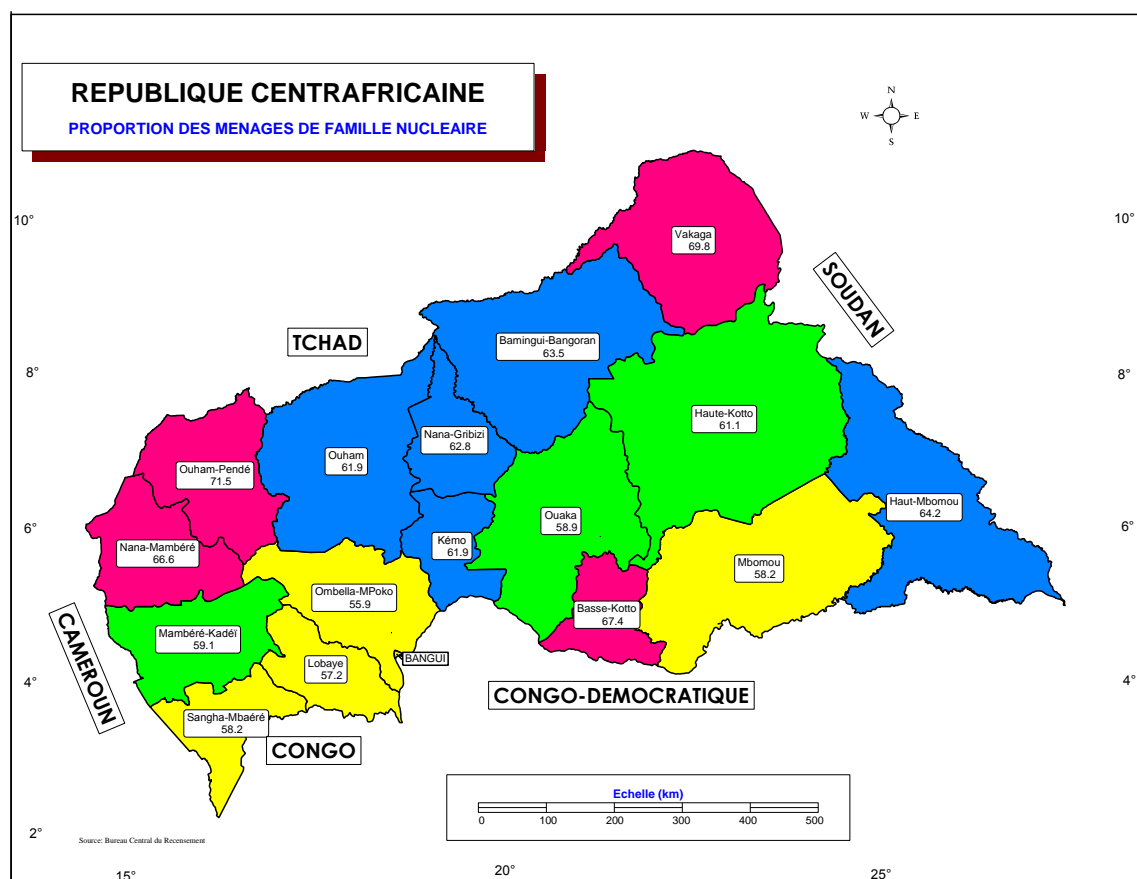 REPUBLIQUE CENTRAFRICAINE
PROPORTION DES MENAGES DE FAMILLE NUCLEAIRE
N
W
E
S
10°
10°
Vakaga
69.8
SOUDAN
TCHAD
Bamingui-Bangoran
63.5
8°
8°
Haute-Kotto
61.1
Nana-Gribizi
62.8
Ouham
61.9
Ouham-Pendé
71.5
Haut-Mbomou
64.2
6°
6°
Ouaka
58.9
Kémo
61.9
Nana-Mambéré
66.6
Mbomou
58.2
Ombella-MPoko
55.9
Basse-Kotto
67.4
CAMEROUN
Mambéré-Kadéï
59.1
BANGUI
Lobaye
57.2
4°
4°
CONGO-DEMOCRATIQUE
Sangha-Mbaéré
58.2
CONGO
Echelle (km)
0 100 200 300 400 500
2°
Source: Bureau Central du Recensement
15° 20° 25°